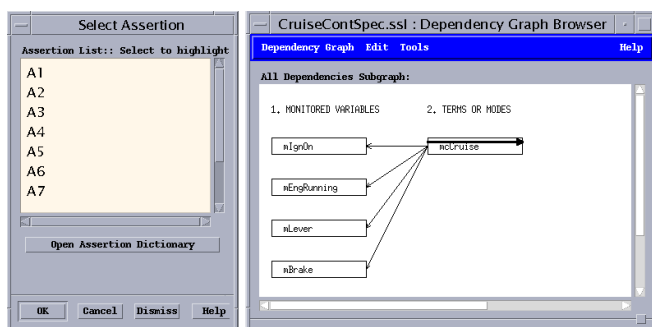 Select Assertion
Assertion List:: Select to highlight
A1
A2
A3
A4
A5
A6
A7
Open Assertion Dictionary
OK Cancel Dismiss Help
CruiseContSpec.ssl : Dependency Graph Browser
Dependency Graph Edit Tools Help
All Dependencies Subgraph:
1. MONITORED VARIABLES 2. TERMS OR MODES
mIgnOn mcCruise
mEngRunning
mLever
mBrake